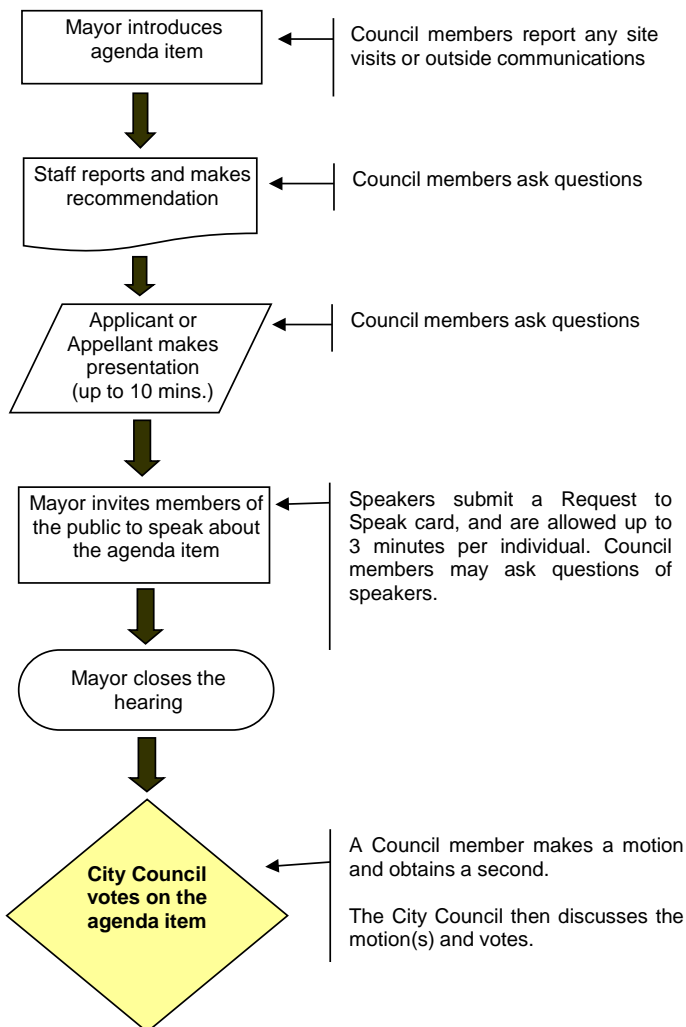 Mayor introduces
agenda item
Council members report any site
visits or outside communications
Staff reports and makes
recommendation
Council members ask questions
Applicant or
Appellant makes
presentation
(up to 10 mins.)
Council members ask questions
Mayor invites members of
the public to speak about
the agenda item
Speakers submit a Request to
Speak card, and are allowed up to
3 minutes per individual. Council
members may ask questions of
speakers.
Mayor closes the
hearing
City Council
votes on the
agenda item
A Council member makes a motion
and obtains a second.
The City Council then discusses the
motion(s) and votes.